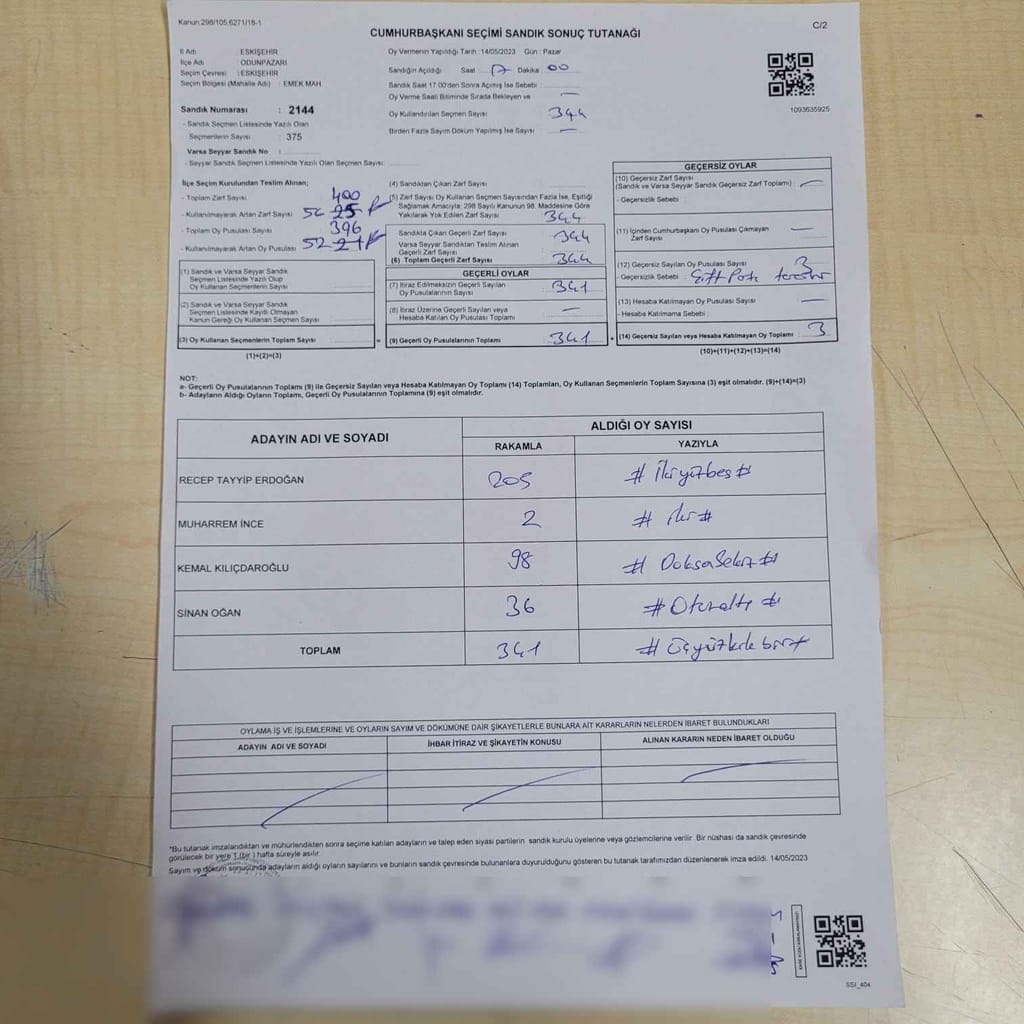 Kanun:298/105,6271/18-1
C/2
CUMHURBAŞKANI SEÇİMİ SANDIK SONUÇ TUTANAĞI
İl Adı : ESKİŞEHİR
İlçe Adı : ODUNPAZARI
Seçim Çevresi : ESKİŞEHİR
Seçim Bölgesi (Mahalle Adı) : EMEK MAH
Sandık Numarası : 2144
- Sandık Seçmen Listesinde Yazılı Olan
Seçmenlerin Sayısı : 375
Varsa Seyyar Sandık No :
- Seyyar Sandık Seçmen Listesinde Yazılı Olan Seçmen Sayısı:
Oy Vermenin Yapıldığı Tarih : 14/05/2023 Gün : Pazar
Sandığın Açıldığı Saat : 17 Dakika : 00
Sandık Saat 17.00'den Sonra Açılmış İse Sebebi :
Oy Verme Saati Bitiminde Sırada Bekleyen ve —
Oy Kullandırılan Seçmen Sayısı 344
Birden Fazla Sayım Döküm Yapılmış İse Sayısı —
1093635925
İlçe Seçim Kurulundan Teslim Alınan;
- Toplam Zarf Sayısı 400
- Kullanılmayarak Artan Zarf Sayısı 56 25
- Toplam Oy Pusulası Sayısı 396
- Kullanılmayarak Artan Oy Pusulası 52 21
(1) Sandık ve Varsa Seyyar Sandık
Seçmen Listesinde Yazılı Olup
Oy Kullanan Seçmenlerin Sayısı
(2) Sandık ve Varsa Seyyar Sandık
Seçmen Listesinde Kayıtlı Olmayan
Kanun Gereği Oy Kullanan Seçmen Sayısı
(3) Oy Kullanan Seçmenlerin Toplam Sayısı =
(1)+(2)=(3)
(4) Sandıktan Çıkan Zarf Sayısı
(5) Zarf Sayısı Oy Kullanan Seçmen Sayısından Fazla İse, Eşitliği
Sağlamak Amacıyla; 298 Sayılı Kanunun 98. Maddesine Göre
Yakılarak Yok Edilen Zarf Sayısı 344
Sandıkta Çıkan Geçerli Zarf Sayısı 344
Varsa Seyyar Sandıktan Teslim Alınan
Geçerli Zarf Sayısı
(6) Toplam Geçerli Zarf Sayısı 344
GEÇERLİ OYLAR
(7) İtiraz Edilmeksizin Geçerli Sayılan
Oy Pusulalarının Sayısı 341
(8) İtiraz Üzerine Geçerli Sayılan veya
Hesaba Katılan Oy Pusulası Toplamı —
(9) Geçerli Oy Pusulalarının Toplamı 341 +
GEÇERSİZ OYLAR
(10) Geçersiz Zarf Sayısı
(Sandık ve Varsa Seyyar Sandık Geçersiz Zarf Toplamı) : —
- Geçersizlik Sebebi :
(11) İçinden Cumhurbaşkanı Oy Pusulası Çıkmayan
Zarf Sayısı —
(12) Geçersiz Sayılan Oy Pusulası Sayısı 3
- Geçersizlik Sebebi :
(13) Hesaba Katılmayan Oy Pusulası Sayısı —
- Hesaba Katılmama Sebebi :
(14) Geçersiz Sayılan veya Hesaba Katılmayan Oy Toplamı : 3
(10)+(11)+(12)+(13)=(14)
NOT:
a- Geçerli Oy Pusulalarının Toplamı (9) ile Geçersiz Sayılan veya Hesaba Katılmayan Oy Toplamı (14) Toplamları, Oy Kullanan Seçmenlerin Toplam Sayısına (3) eşit olmalıdır. (9)+(14)=(3)
b- Adayların Aldığı Oyların Toplamı, Geçerli Oy Pusulalarının Toplamına (9) eşit olmalıdır.
ADAYIN ADI VE SOYADI
ALDIĞI OY SAYISI
RAKAMLA YAZIYLA
RECEP TAYYİP ERDOĞAN 205 # İkiyüzbeş #
MUHARREM İNCE 2 # iki #
KEMAL KILIÇDAROĞLU 98 # Doksansekiz #
SİNAN OĞAN 36 # Otuzaltı #
TOPLAM 341 # Üçyüzkırkbir #
OYLAMA İŞ VE İŞLEMLERİNE VE OYLARIN SAYIM VE DÖKÜMÜNE DAİR ŞİKAYETLERLE BUNLARA AİT KARARLARIN NELERDEN İBARET BULUNDUKLARI
ADAYIN ADI VE SOYADI İHBAR İTİRAZ VE ŞİKAYETİN KONUSU ALINAN KARARIN NEDEN İBARET OLDUĞU
"Bu tutanak imzalandıktan ve mühürlendikten sonra seçime katılan adayların ve talep eden siyasi partilerin sandık kurulu üyelerine veya gözlemcilerine verilir. Bir nüshası da sandık çevresinde
görülecek bir yere 1 (bir ) hafta süreyle asılır.
Sayım ve döküm sonucunda adayların aldığı oyların sayılarını ve bunların sandık çevresinde bulunanlara duyurulduğunu gösteren bu tutanak tarafımızdan düzenlenerek imza edildi. 14/05/2023
SSİ_404